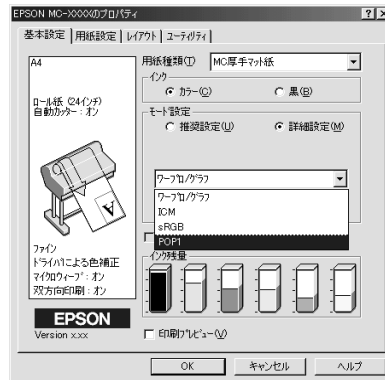 EPSON MC-XXXXのプロパティ
基本設定
用紙設定
レイアウト
ユーティリティ
A4
ロール紙 (24インチ)
自動カッター : オン
ファイン
ドライバによる色補正
マイクロウィーブ : オン
双方向印刷 : オン
EPSON
Version x.xx
用紙種類(T)
MC厚手マット紙
インク
カラー(C)
黒(B)
モード設定
推奨設定(U)
詳細設定(M)
ワープロ/グラフ
ワープロ/グラフ
ICM
sRGB
POP1
インク残量
印刷プレビュー(V)
OK
キャンセル
ヘルプ